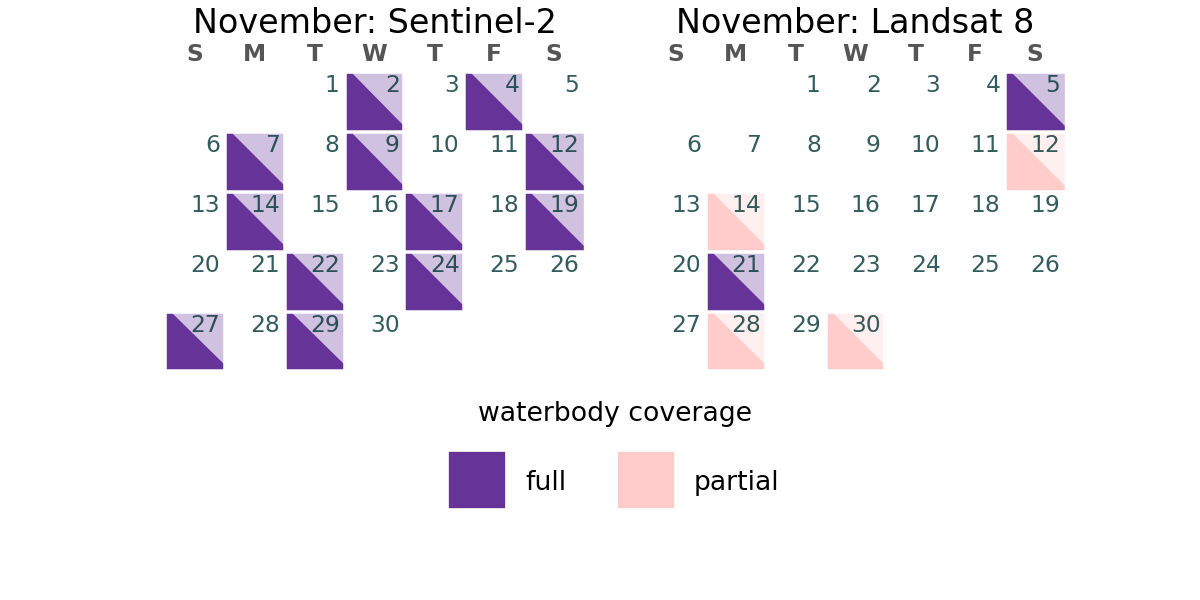 November: Sentinel-2
S M T W T F S
1 2 3 4 5
6 7 8 9 10 11 12
13 14 15 16 17 18 19
20 21 22 23 24 25 26
27 28 29 30
November: Landsat 8
S M T W T F S
1 2 3 4 5
6 7 8 9 10 11 12
13 14 15 16 17 18 19
20 21 22 23 24 25 26
27 28 29 30
waterbody coverage
full
partial